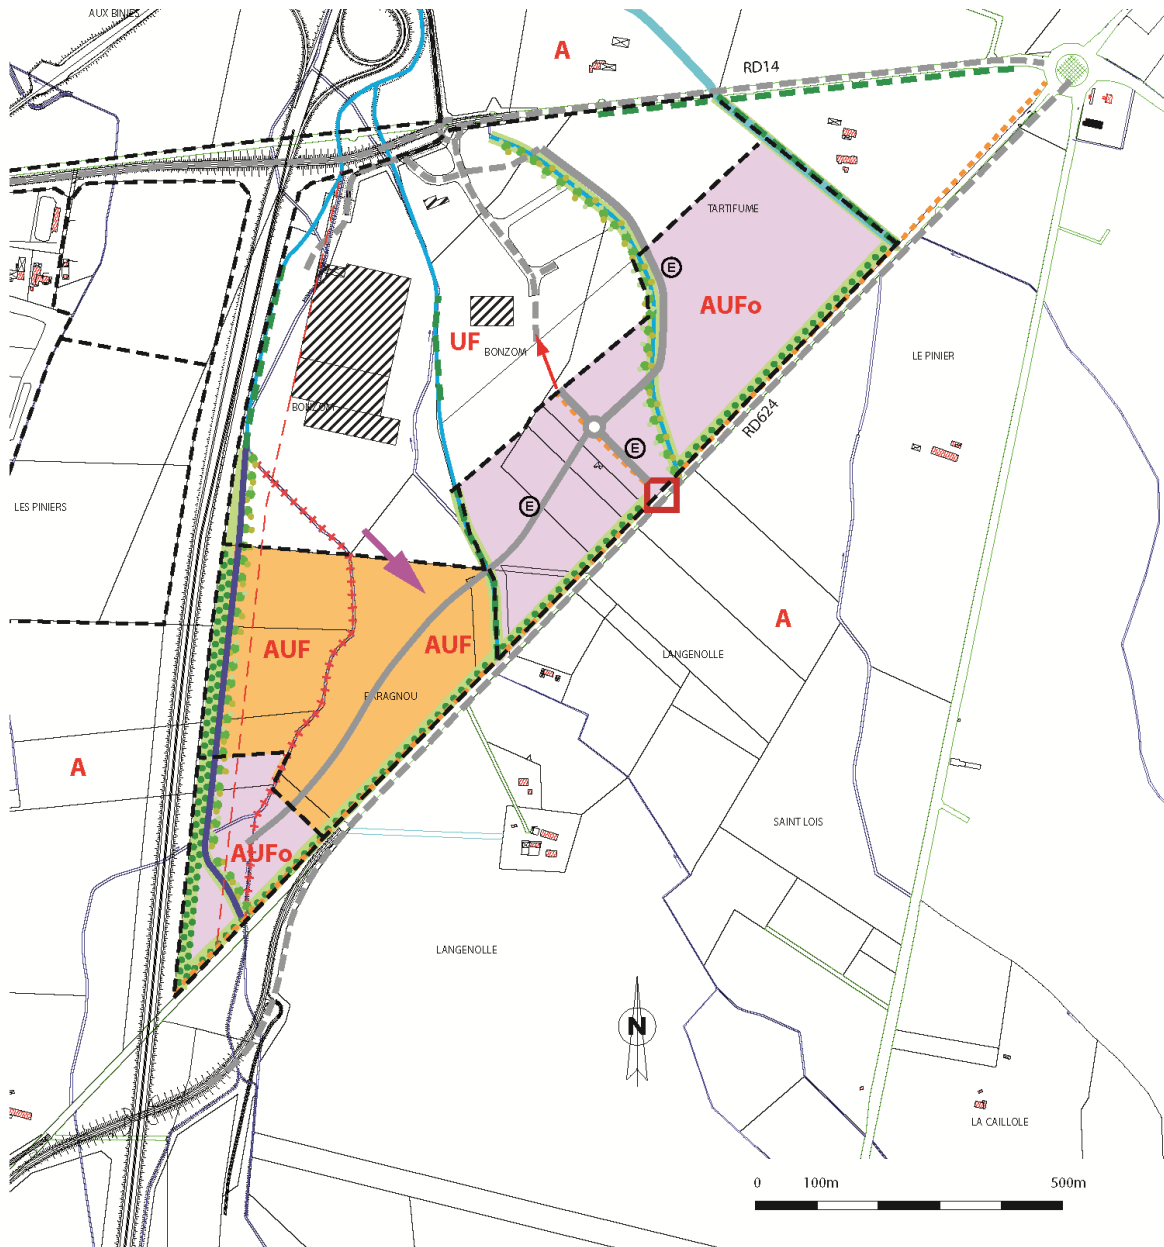 AUX BINIES
A
RD14
TARTIFUME
E
AUFo
UF
BONZOM
LE PINIER
BONZOM
RD624
E
LES PINIERS
E
A
AUF
AUF
LANGENOLLE
PARAGNOU
A
SAINT LOIS
AUFo
LANGENOLLE
N
LA CAILLOLE
0 100m 500m